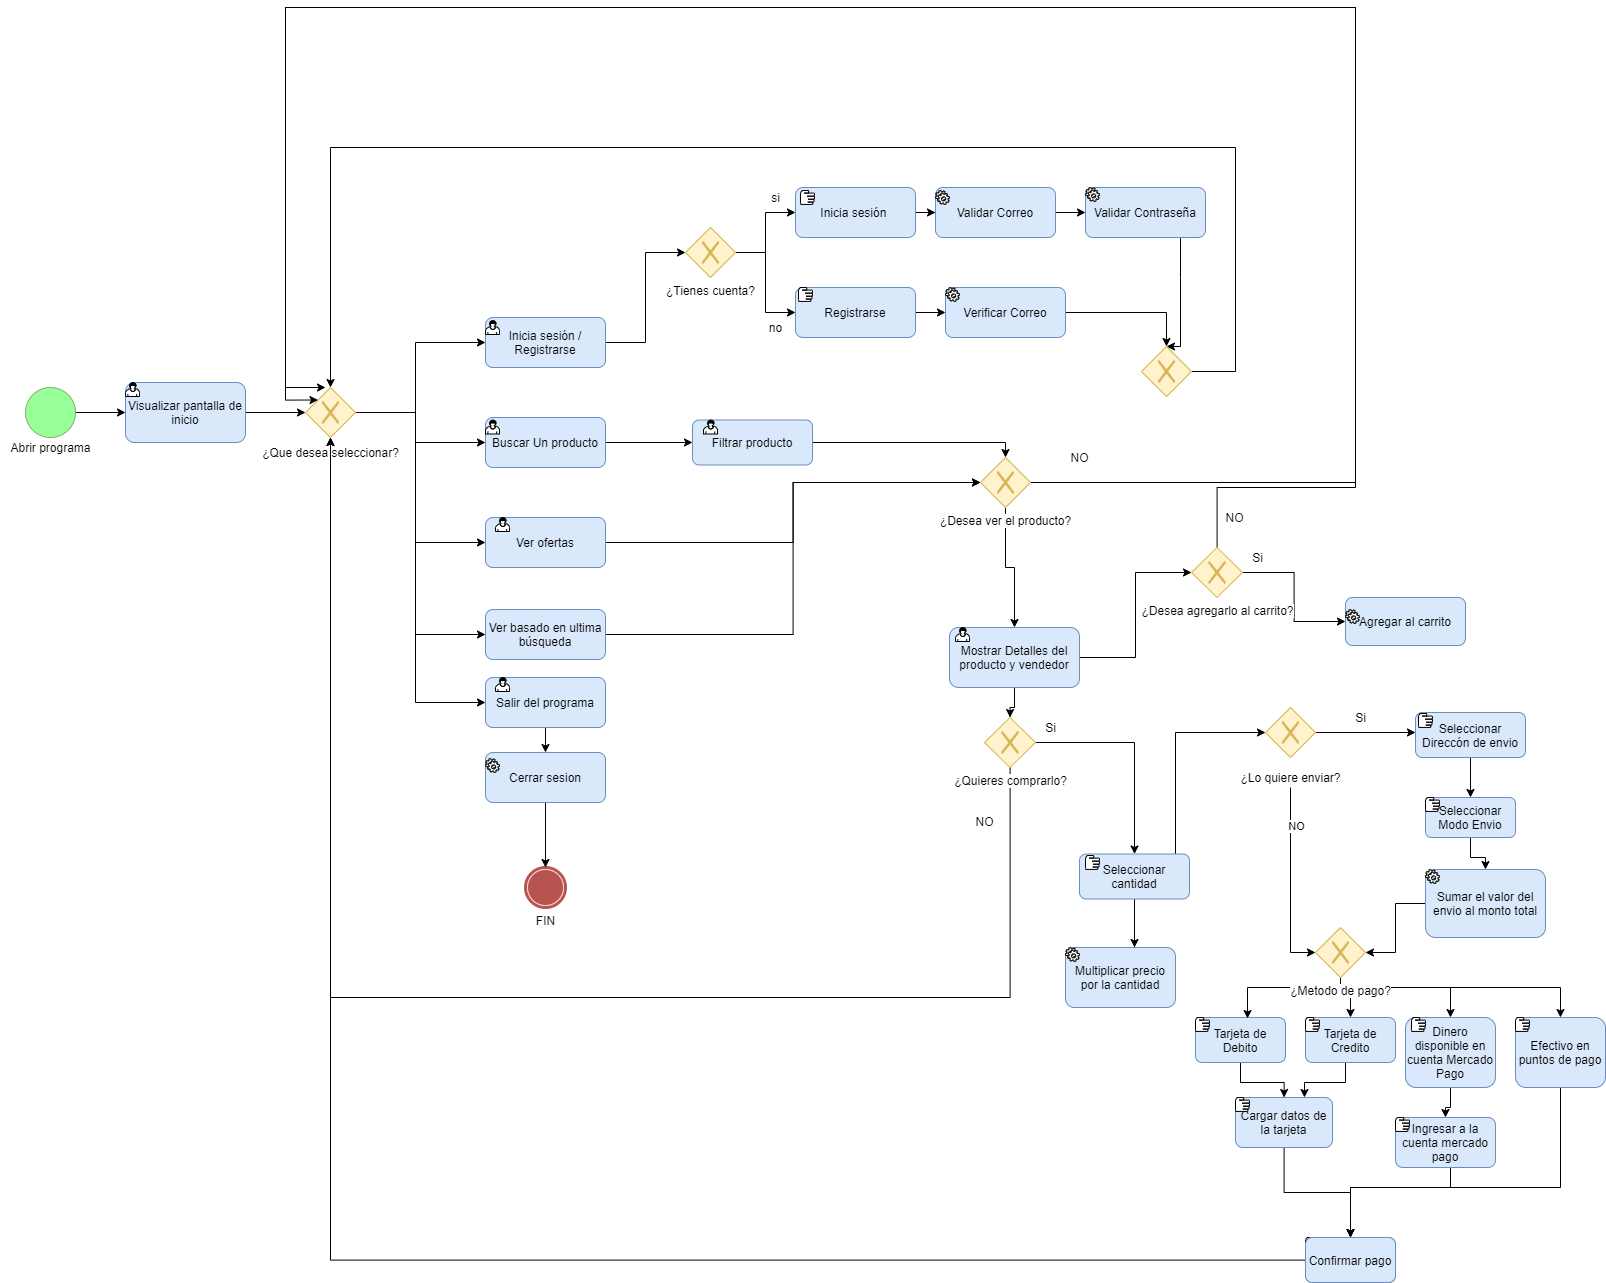 si
Inicia sesión
Validar Correo
Validar Contraseña
¿Tienes cuenta?
no
Registrarse
Verificar Correo
Inicia sesión /
Registrarse
Visualizar pantalla de
inicio
Abrir programa
¿Que desea seleccionar?
Buscar Un producto
Filtrar producto
NO
¿Desea ver el producto?
NO
Ver ofertas
Si
¿Desea agregarlo al carrito?
Agregar al carrito
Ver basado en ultima
búsqueda
Mostrar Detalles del
producto y vendedor
Salir del programa
Si
Si
Seleccionar
Direccón de envio
Cerrar sesion
¿Quieres comprarlo?
¿Lo quiere enviar?
NO
NO
Seleccionar
Modo Envio
Seleccionar
cantidad
Sumar el valor del
envio al monto total
FIN
Multiplicar precio
por la cantidad
¿Metodo de pago?
Tarjeta de
Debito
Tarjeta de
Credito
Dinero
disponible en
cuenta Mercado
Pago
Efectivo en
puntos de pago
Cargar datos de
la tarjeta
Ingresar a la
cuenta mercado
pago
Confirmar pago